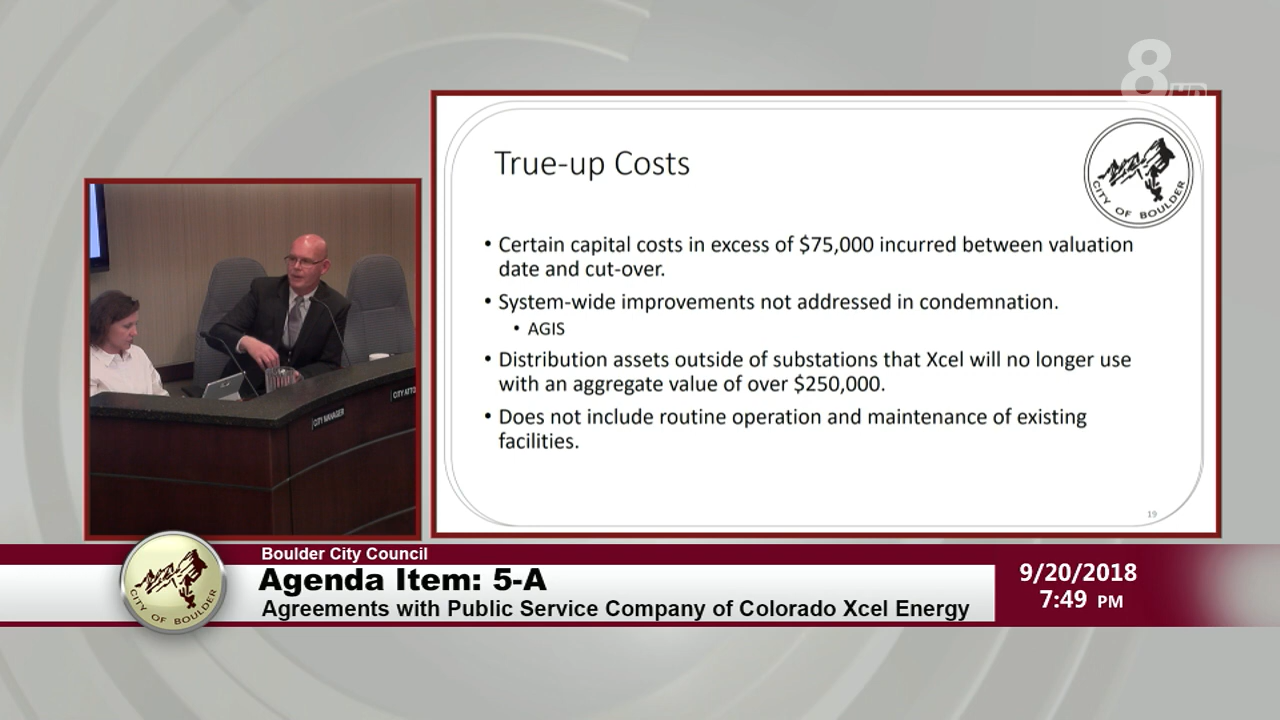 8 HD
True-up Costs
CITY OF BOULDER
• Certain capital costs in excess of $75,000 incurred between valuation
date and cut-over.
• System-wide improvements not addressed in condemnation.
• AGIS
• Distribution assets outside of substations that Xcel will no longer use
with an aggregate value of over $250,000.
• Does not include routine operation and maintenance of existing
facilities.
19
CITY MANAGER
CITY ATTO
Boulder City Council
Agenda Item: 5-A
Agreements with Public Service Company of Colorado Xcel Energy
CITY OF BOULDER
9/20/2018
7:49 PM